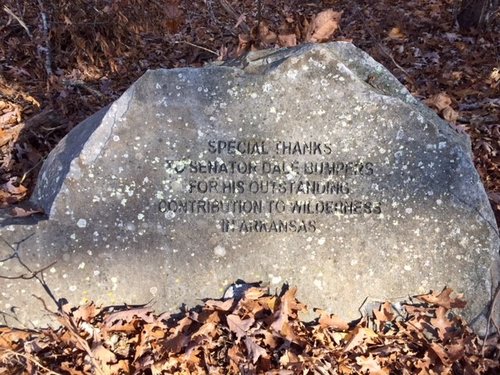 SPECIAL THANKS
TO SENATOR DALE BUMPERS
FOR HIS OUTSTANDING
CONTRIBUTION TO WILDERNESS
IN ARKANSAS